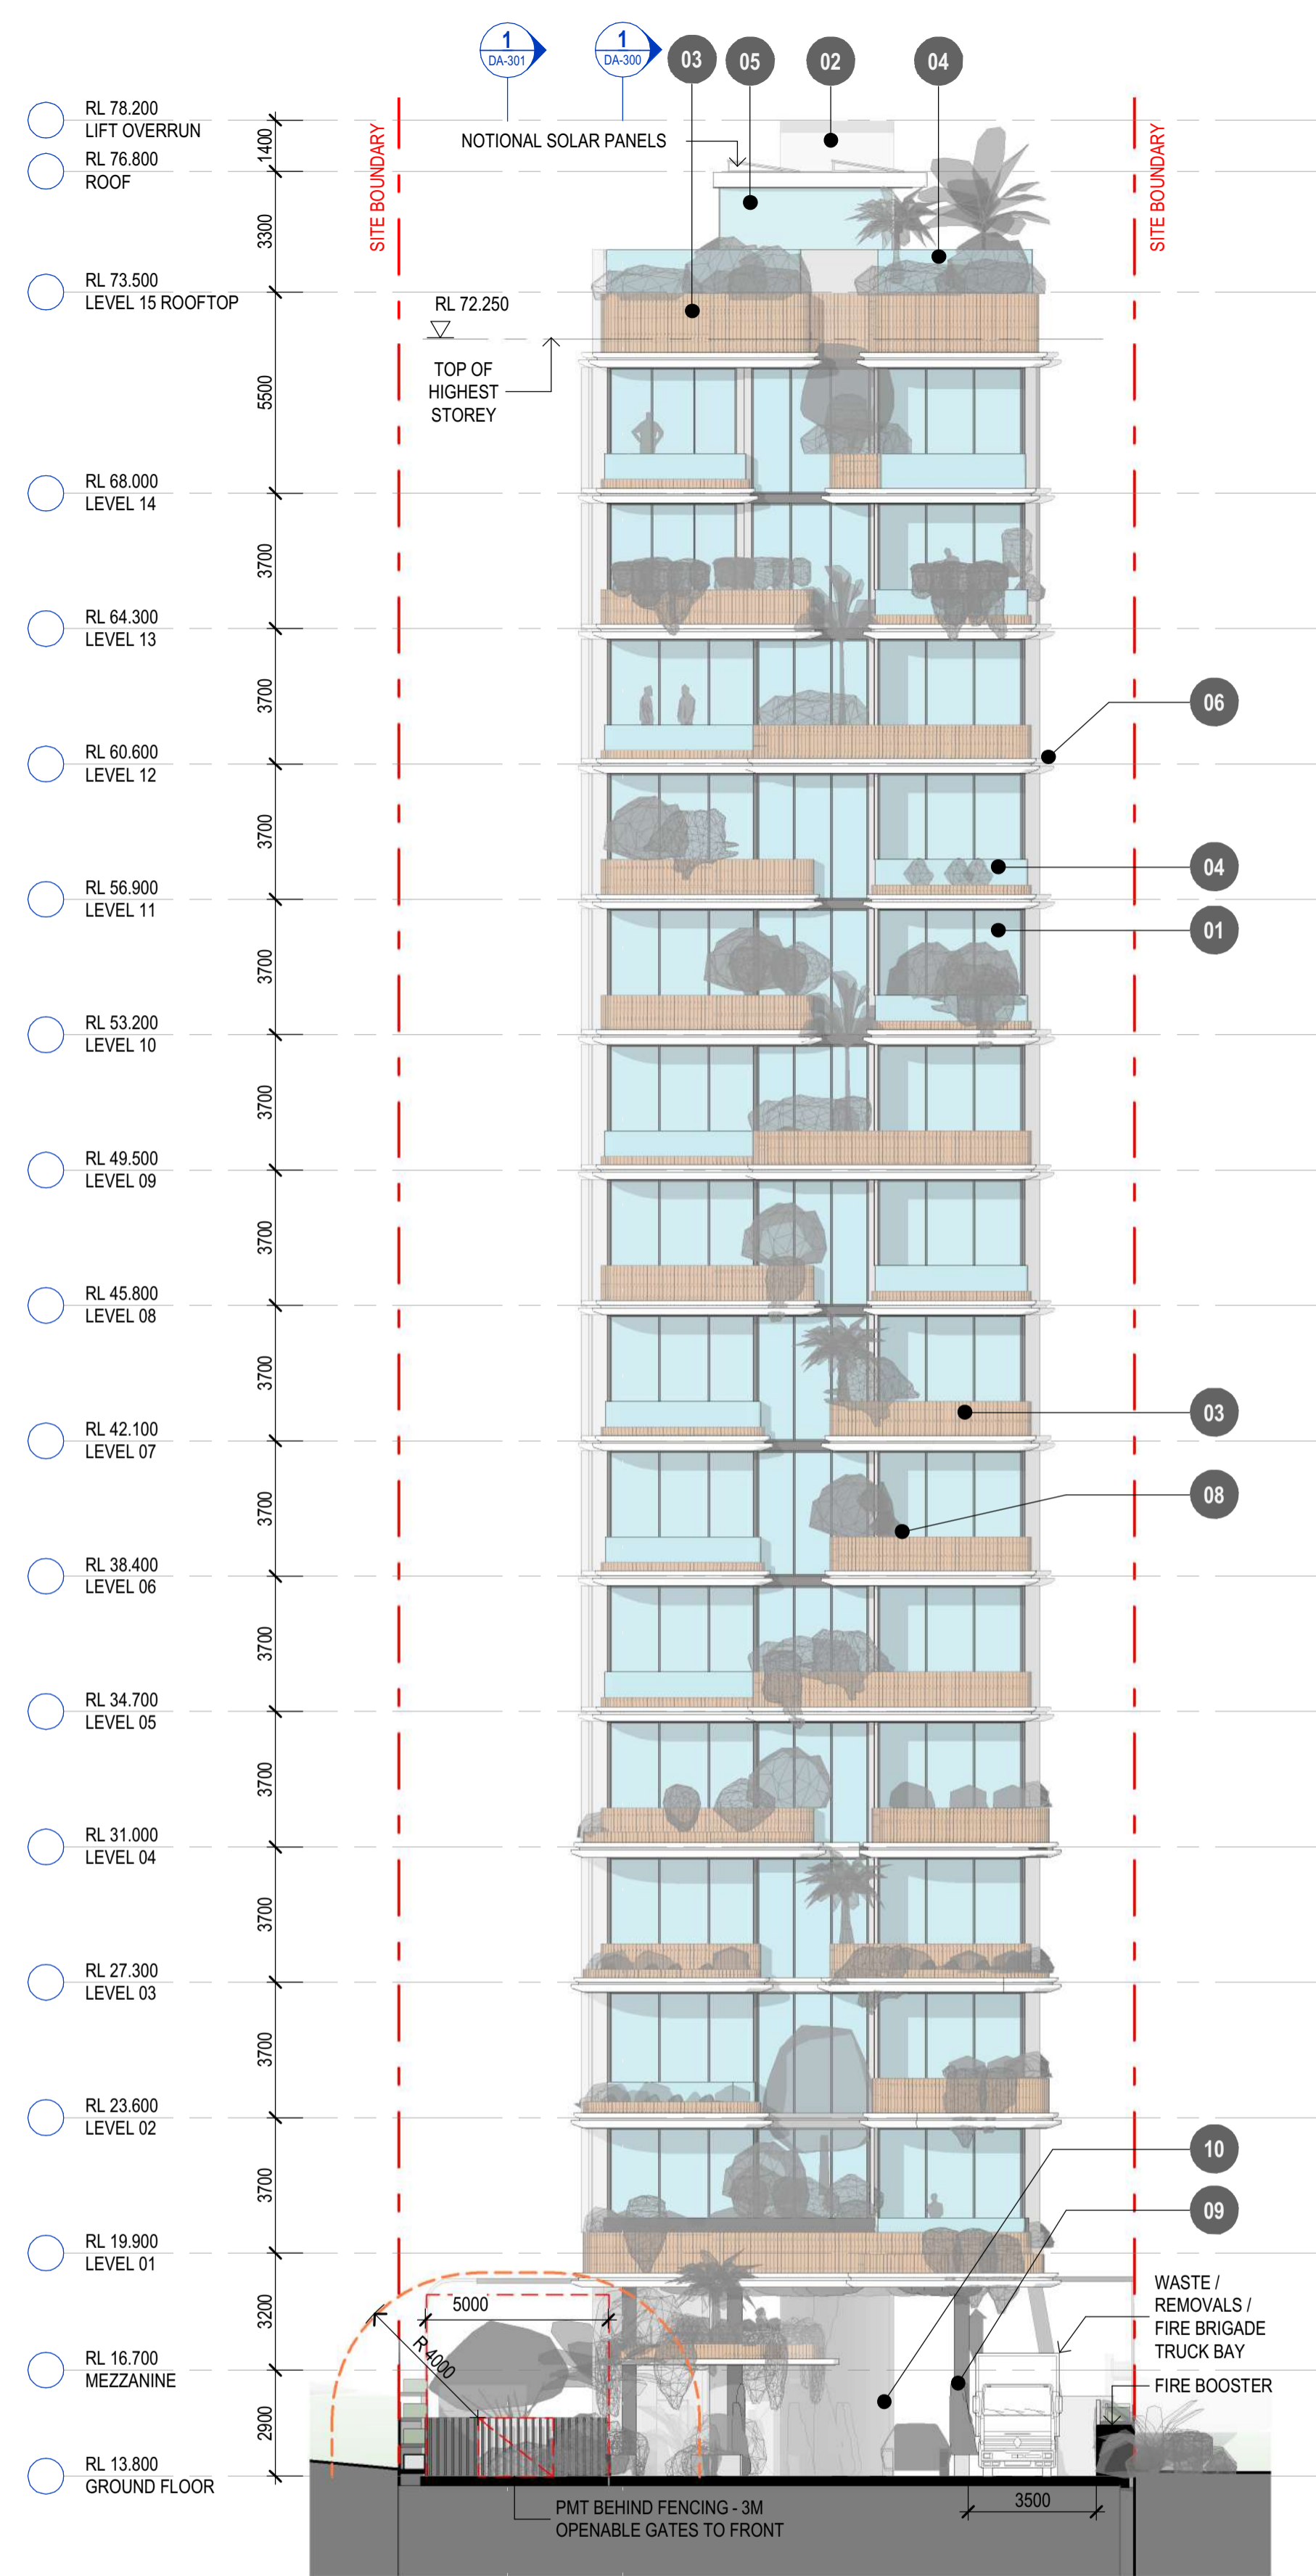 1
DA-301
1
DA-300
03
05
02
04
RL 78.200
LIFT OVERRUN
1400
NOTIONAL SOLAR PANELS
SITE BOUNDARY
SITE BOUNDARY
RL 76.800
ROOF
3300
RL 73.500
LEVEL 15 ROOFTOP
RL 72.250
TOP OF
HIGHEST
STOREY
5500
RL 68.000
LEVEL 14
3700
RL 64.300
LEVEL 13
3700
06
RL 60.600
LEVEL 12
3700
04
RL 56.900
LEVEL 11
01
3700
RL 53.200
LEVEL 10
3700
RL 49.500
LEVEL 09
3700
RL 45.800
LEVEL 08
3700
03
RL 42.100
LEVEL 07
3700
08
RL 38.400
LEVEL 06
3700
RL 34.700
LEVEL 05
3700
RL 31.000
LEVEL 04
3700
RL 27.300
LEVEL 03
3700
RL 23.600
LEVEL 02
10
3700
09
RL 19.900
LEVEL 01
3200
5000
R 4000
WASTE /
REMOVALS /
FIRE BRIGADE
TRUCK BAY
RL 16.700
MEZZANINE
FIRE BOOSTER
2900
RL 13.800
GROUND FLOOR
3500
PMT BEHIND FENCING - 3M
OPENABLE GATES TO FRONT